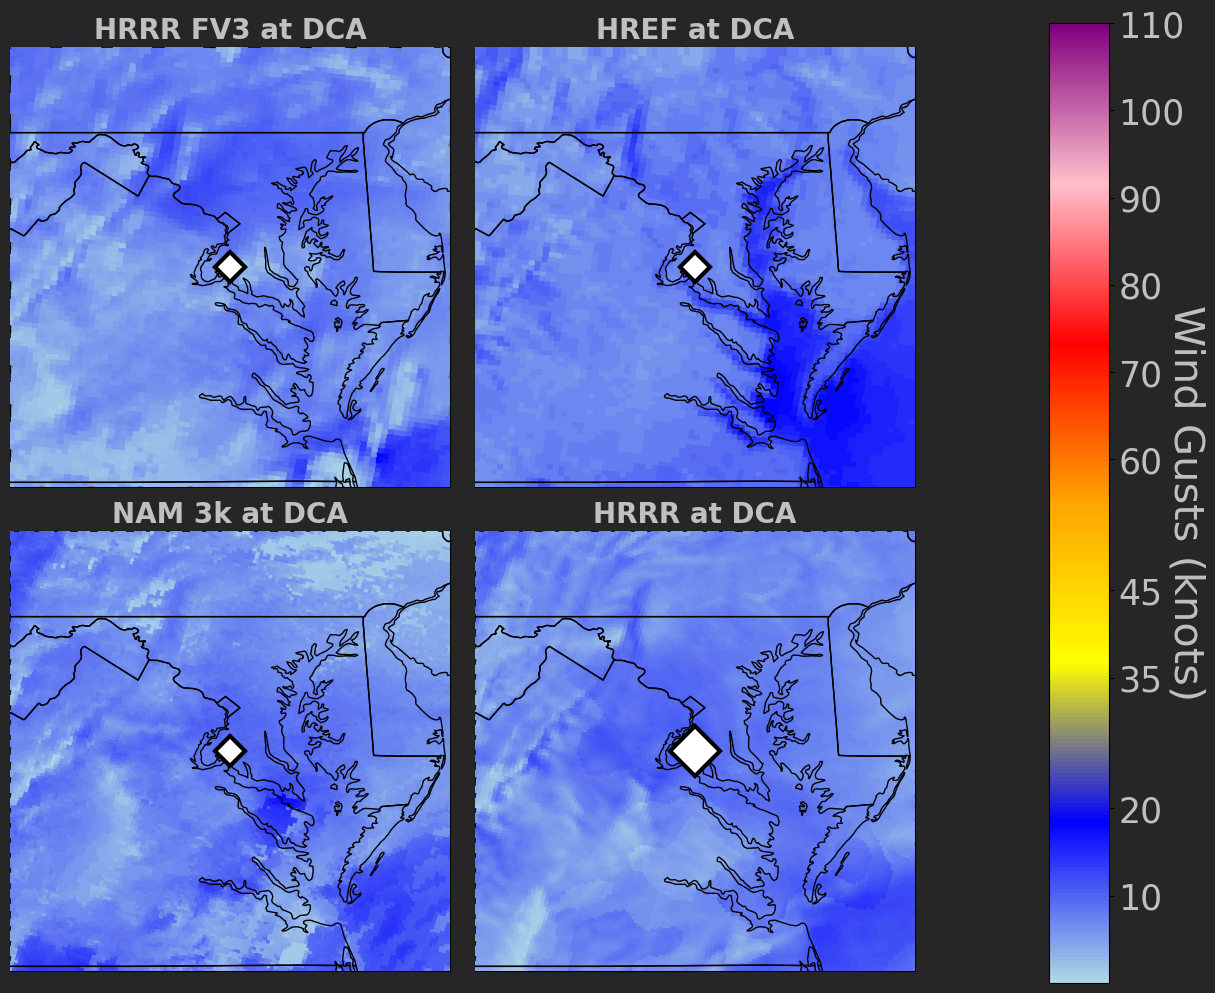 HRRR FV3 at DCA
HREF at DCA
NAM 3k at DCA
HRRR at DCA
110
100
90
80
70
60
45
35
20
10
Wind Gusts (knots)